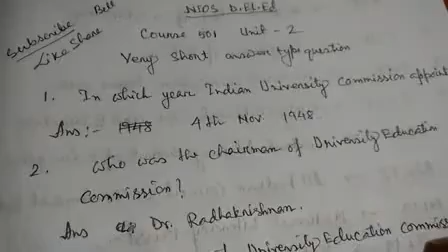 Subscribe Bell
Like Share
NIOS D.El.Ed
Course 501 Unit - 2
Very short answer type question
1. In which year Indian University Commission appoint
Ans :- 1948 4th Nov. 1948.
2. who was the chairman of University Education
Commission?
Ans Dr. Radhakrishnan.
University Education commiss